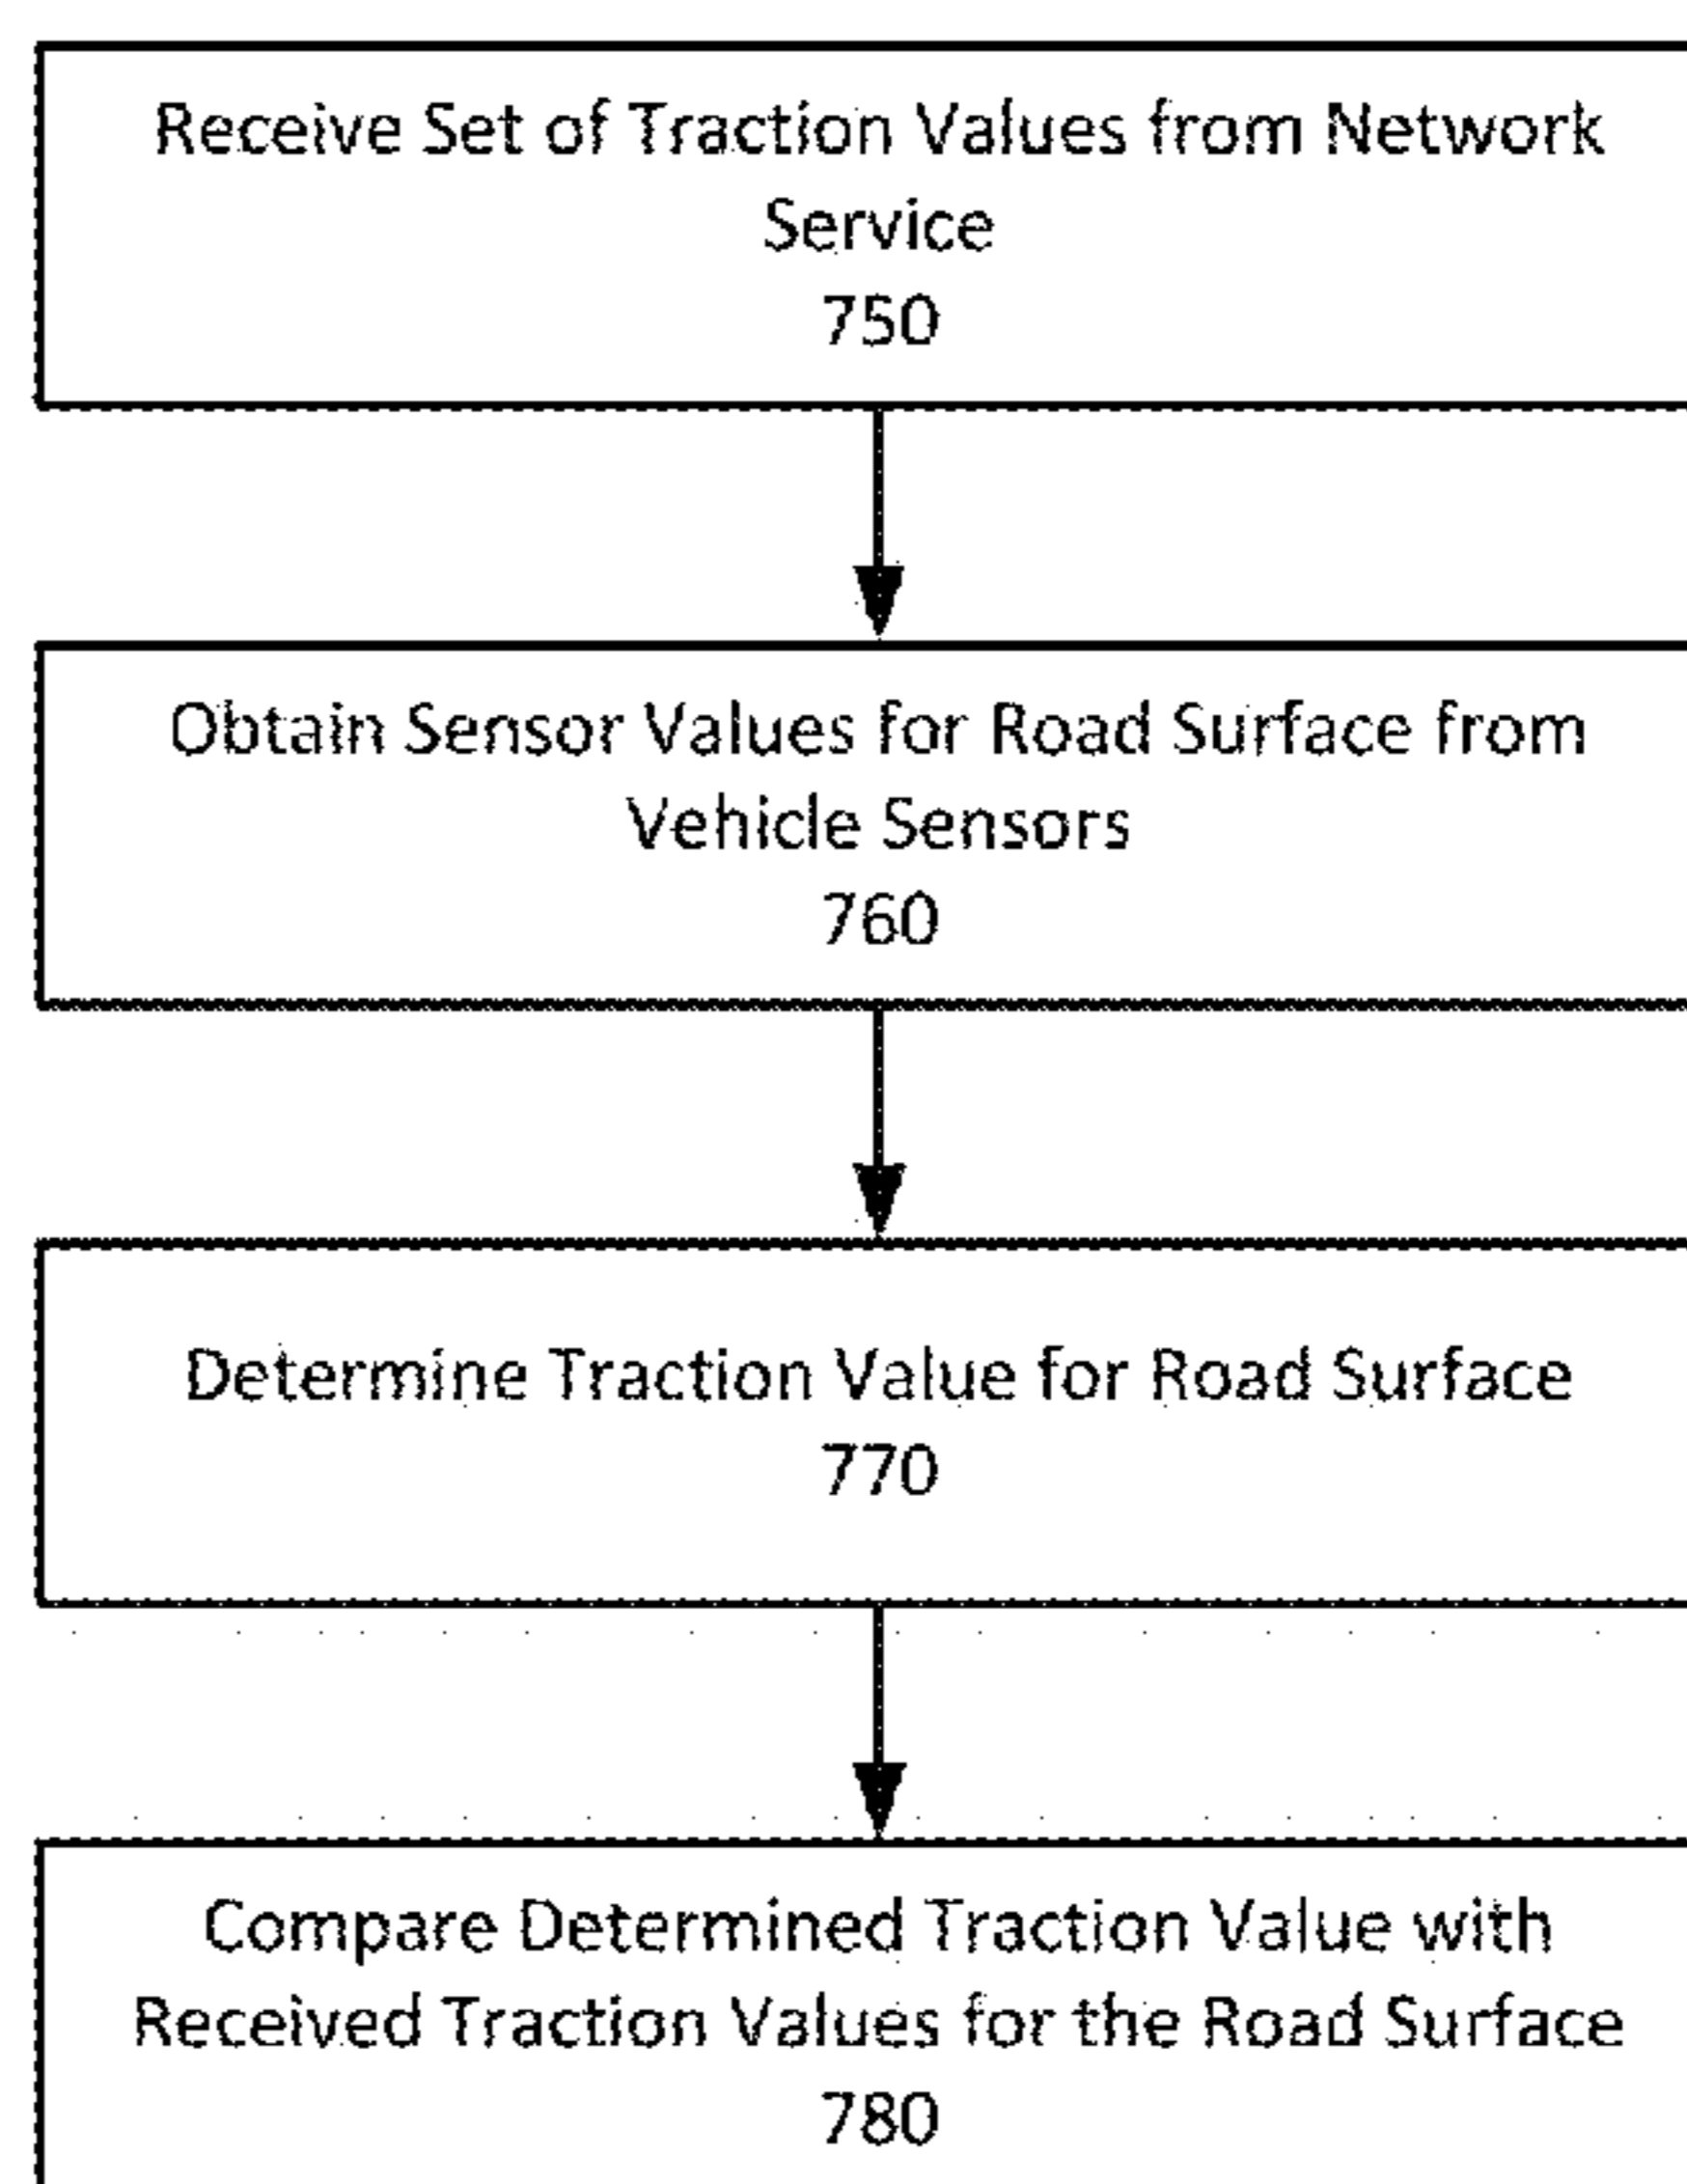 Receive Set of Traction Values from Network
Service
750
Obtain Sensor Values for Road Surface from
Vehicle Sensors
760
Determine Traction Value for Road Surface
770
Compare Determined Traction Value with
Received Traction Values for the Road Surface
780